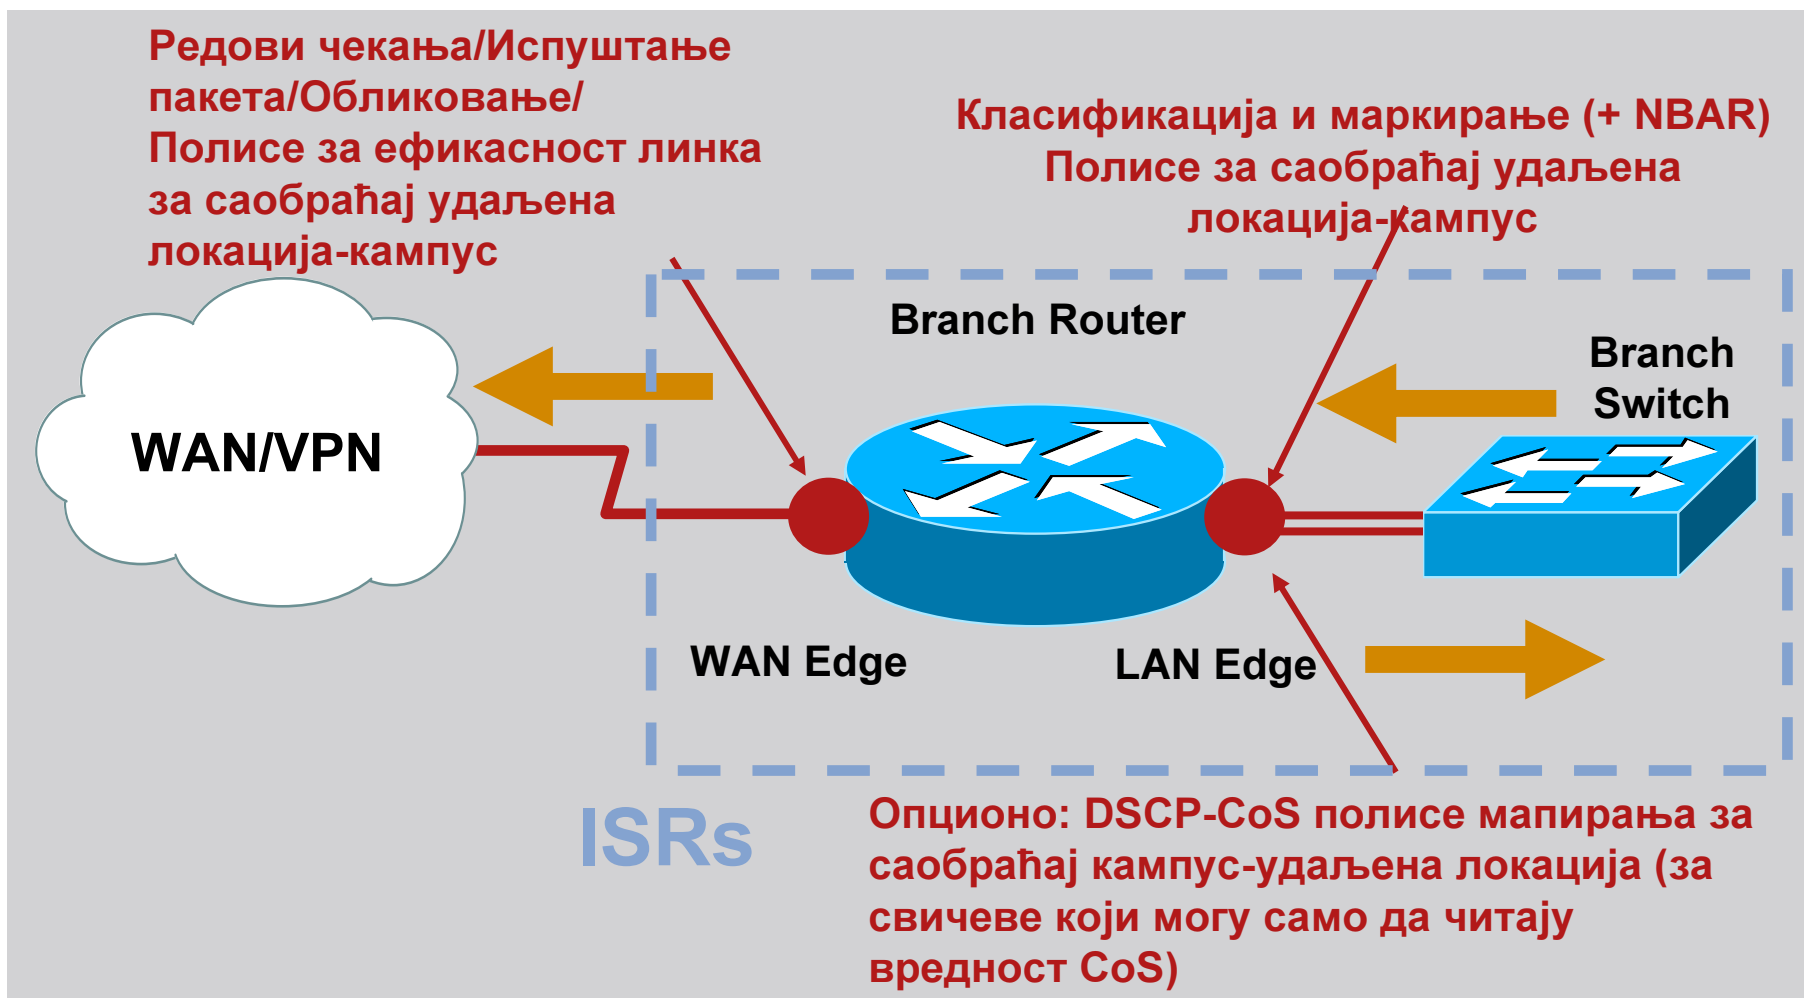 Редови чекања/Испуштање
пакета/Обликовање/
Полисе за ефикасност линка
за саобраћај удаљена
локација-кампус
Класификација и маркирање (+ NBAR)
Полисе за саобраћај удаљена
локација-кампус
Branch Router
Branch
Switch
WAN/VPN
WAN Edge
LAN Edge
ISRs
Опционо: DSCP-CoS полисе мапирања за
саобраћај кампус-удаљена локација (за
свичеве који могу само да читају
вредност CoS)